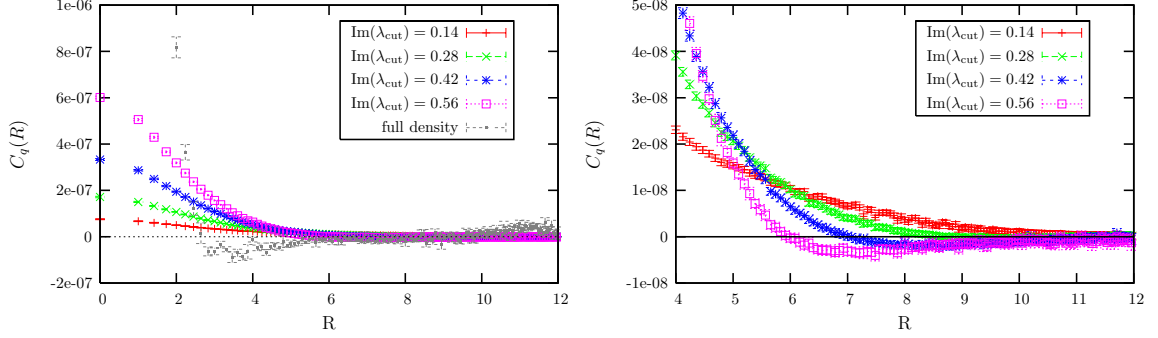 C_q(R)
1e-06
8e-07
6e-07
4e-07
2e-07
0
-2e-07
0 2 4 6 8 10 12
R
Im(λ_cut) = 0.14
Im(λ_cut) = 0.28
Im(λ_cut) = 0.42
Im(λ_cut) = 0.56
full density
C_q(R)
5e-08
4e-08
3e-08
2e-08
1e-08
0
-1e-08
4 5 6 7 8 9 10 11 12
R
Im(λ_cut) = 0.14
Im(λ_cut) = 0.28
Im(λ_cut) = 0.42
Im(λ_cut) = 0.56